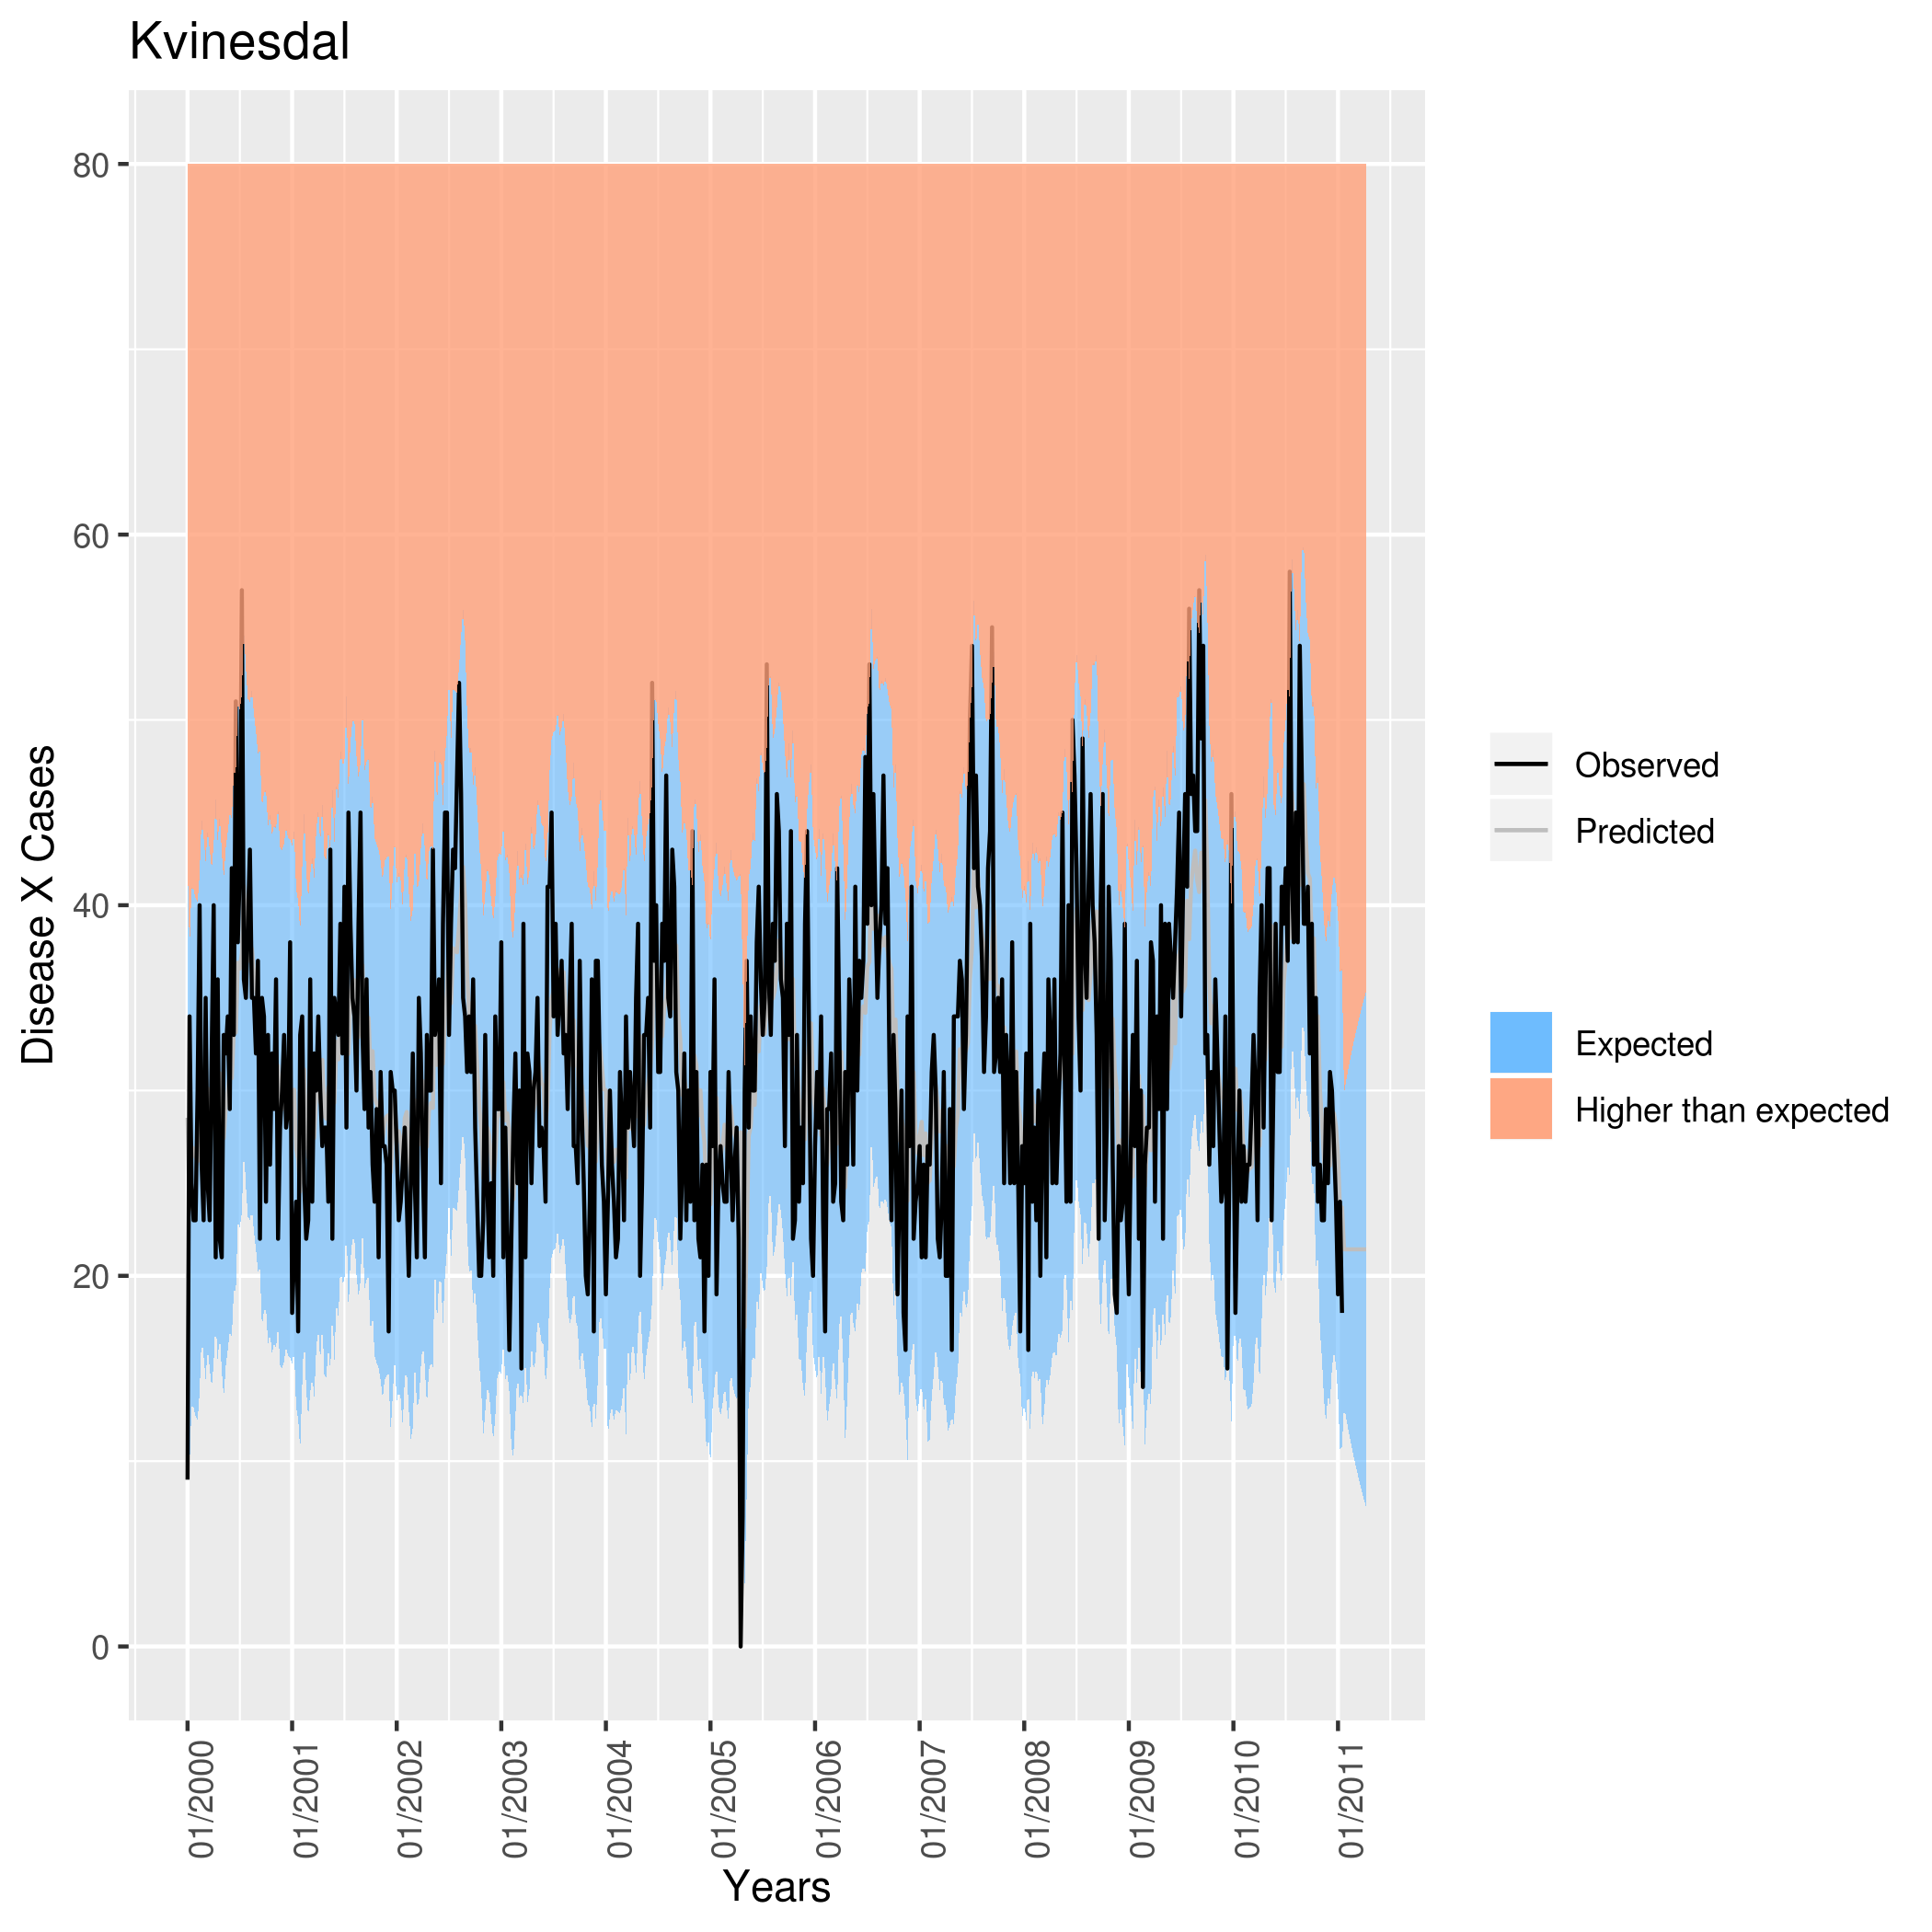 Kvinesdal
Disease X Cases
80
60
40
20
0
01/2000
01/2001
01/2002
01/2003
01/2004
01/2005
01/2006
01/2007
01/2008
01/2009
01/2010
01/2011
Years
Observed
Predicted
Expected
Higher than expected